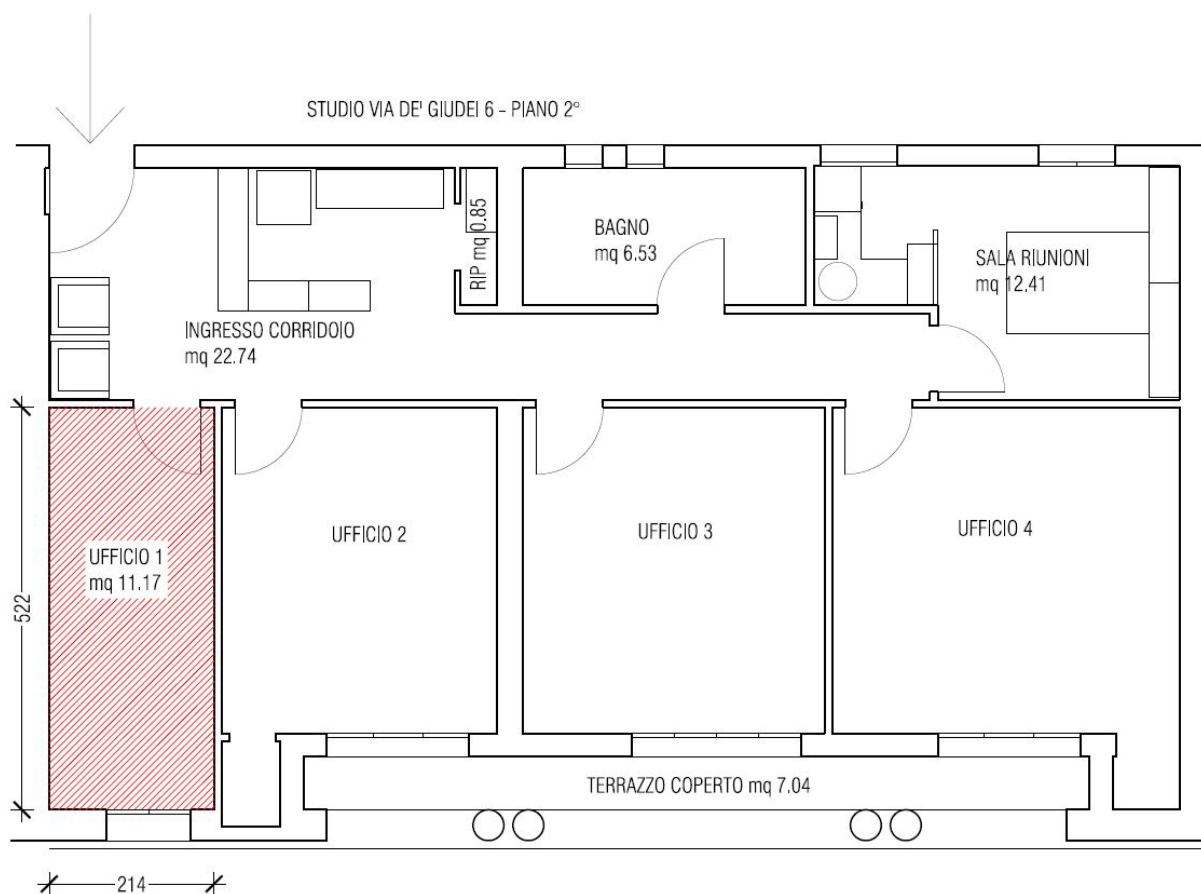 STUDIO VIA DE' GIUDEI 6 - PIANO 2°
RIP mq 0.85
BAGNO
mq 6.53
SALA RIUNIONI
mq 12.41
INGRESSO CORRIDOIO
mq 22.74
UFFICIO 1
mq 11.17
UFFICIO 2
UFFICIO 3
UFFICIO 4
522
TERRAZZO COPERTO mq 7.04
214